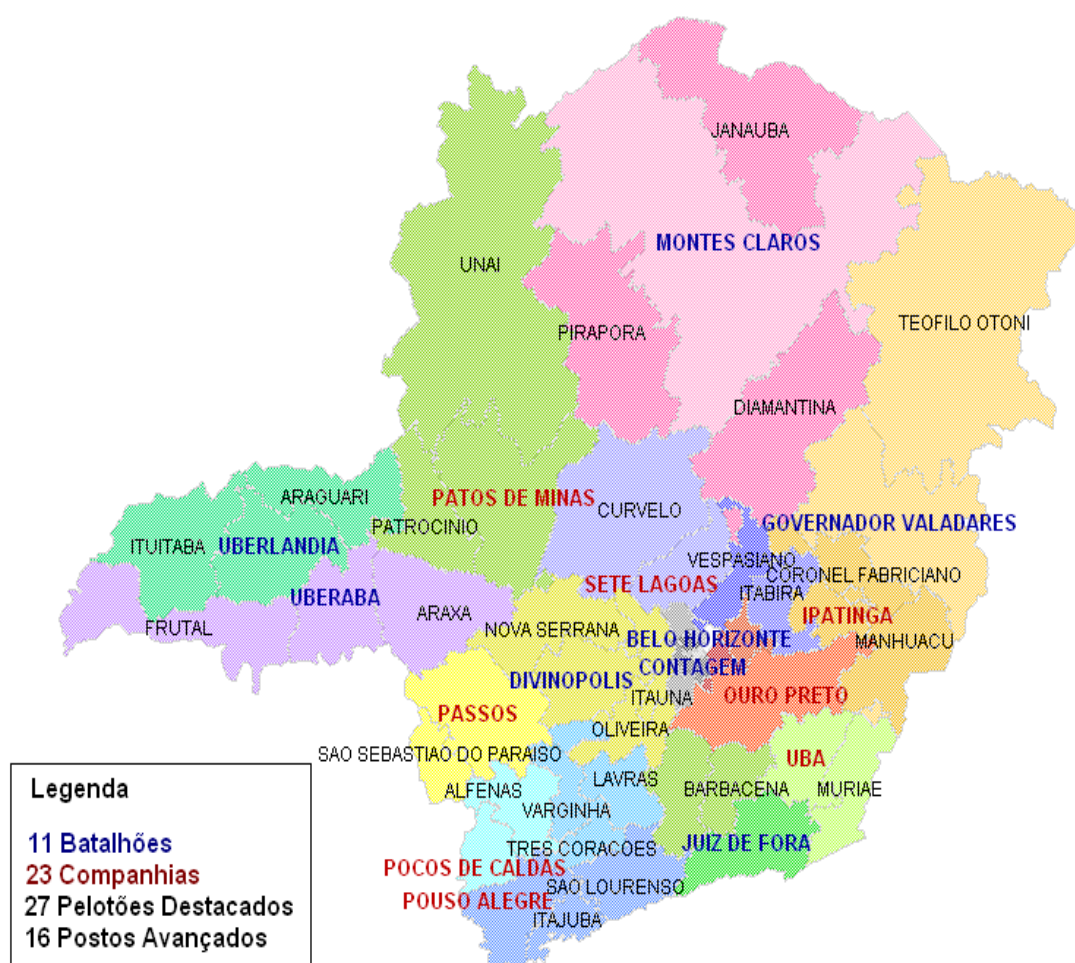 JANAUBA
MONTES CLAROS
UNAI
TEOFILO OTONI
PIRAPORA
DIAMANTINA
ARAGUARI
PATOS DE MINAS
CURVELO
PATROCINIO
GOVERNADOR VALADARES
ITUITABA
UBERLANDIA
VESPASIANO
CORONEL FABRICIANO
SETE LAGOAS
ITABIRA
UBERABA
ARAXA
IPATINGA
FRUTAL
NOVA SERRANA
BELO HORIZONTE
MANHUACU
CONTAGEM
DIVINOPOLIS
ITAUNA
OURO PRETO
PASSOS
OLIVEIRA
SAO SEBASTIAO DO PARAISO
UBA
LAVRAS
ALFENAS
BARBACENA
MURIAE
VARGINHA
JUIZ DE FORA
TRES CORACOES
POCOS DE CALDAS
SAO LOURENSO
POUSO ALEGRE
ITAJUBA
Legenda
11 Batalhões
23 Companhias
27 Pelotões Destacados
16 Postos Avançados